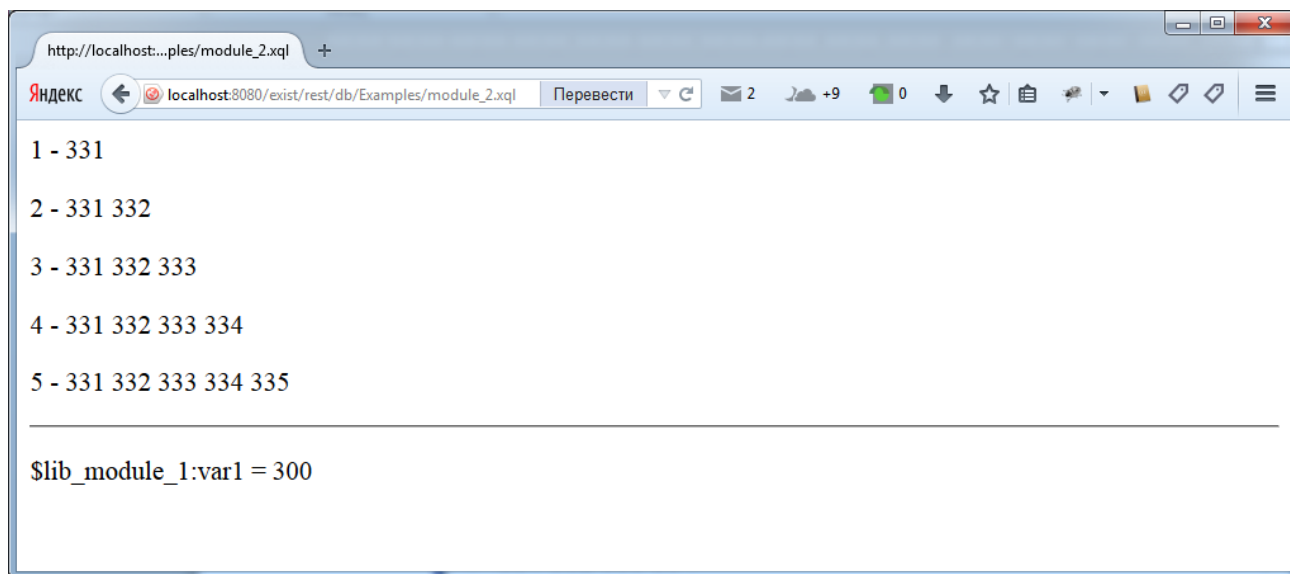 http://localhost:...ples/module_2.xql
Яндекс localhost:8080/exist/rest/db/Examples/module_2.xql Перевести 2 +9 0
1 - 331
2 - 331 332
3 - 331 332 333
4 - 331 332 333 334
5 - 331 332 333 334 335
$lib_module_1:var1 = 300